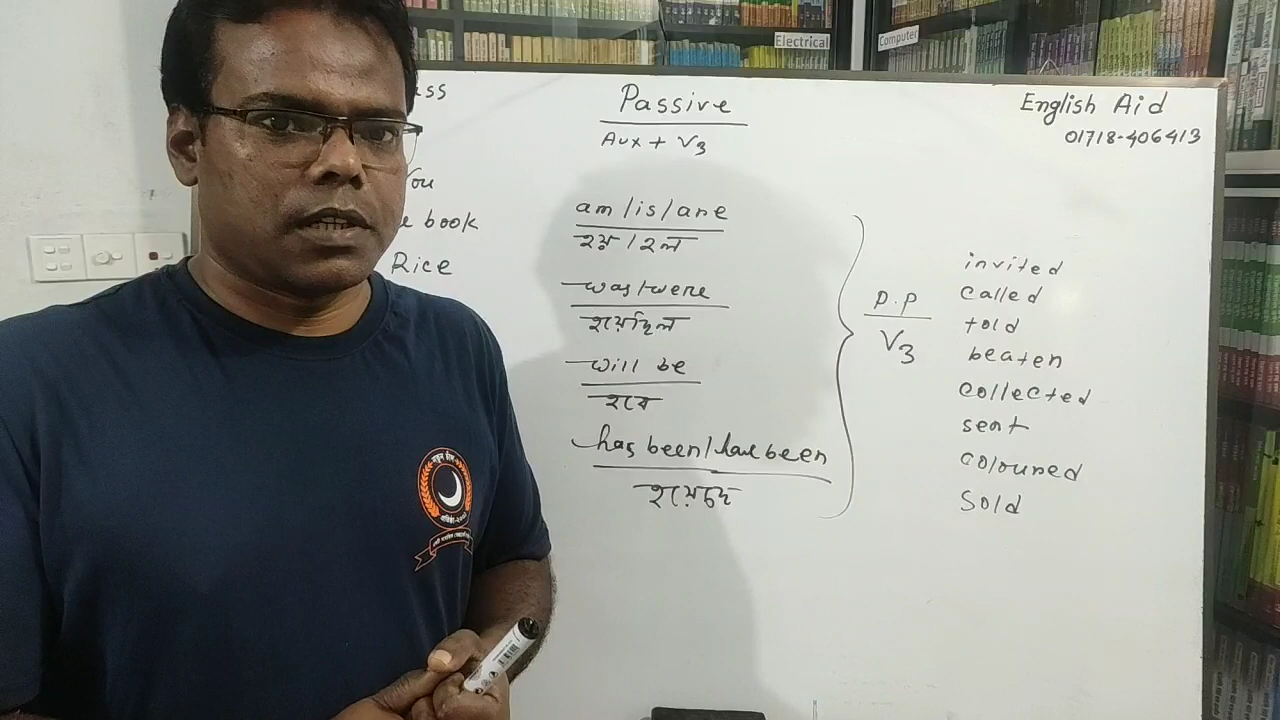 Electrical
Computer
ss
Passive
Aux + V3
English Aid
01718-406413
You
book
Rice
am/is/are
হয়/হল
was/were
হয়েছিল
will be
হবে
has been/have been
হয়েছে
P.P
V3
invited
called
told
beaten
collected
sent
coloured
Sold